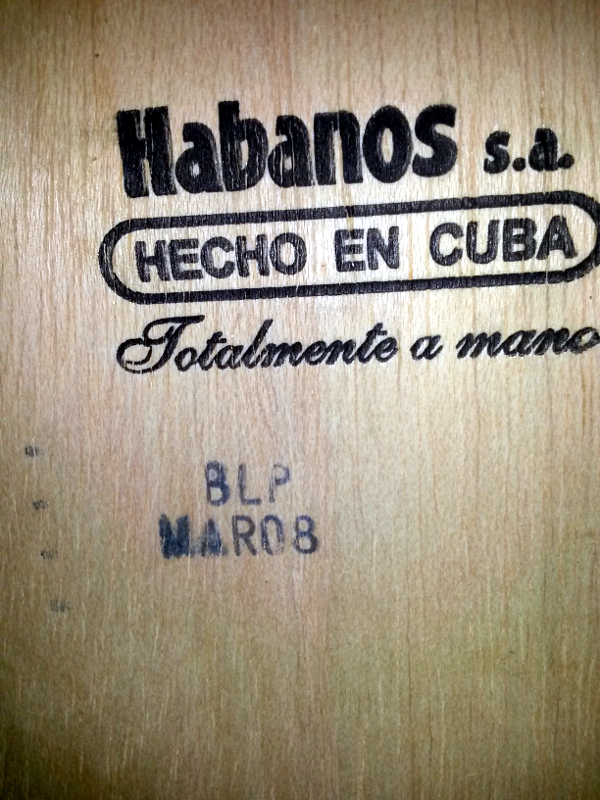 Habanos s.a.
HECHO EN CUBA
Totalmente a mano
BLP
MAR08